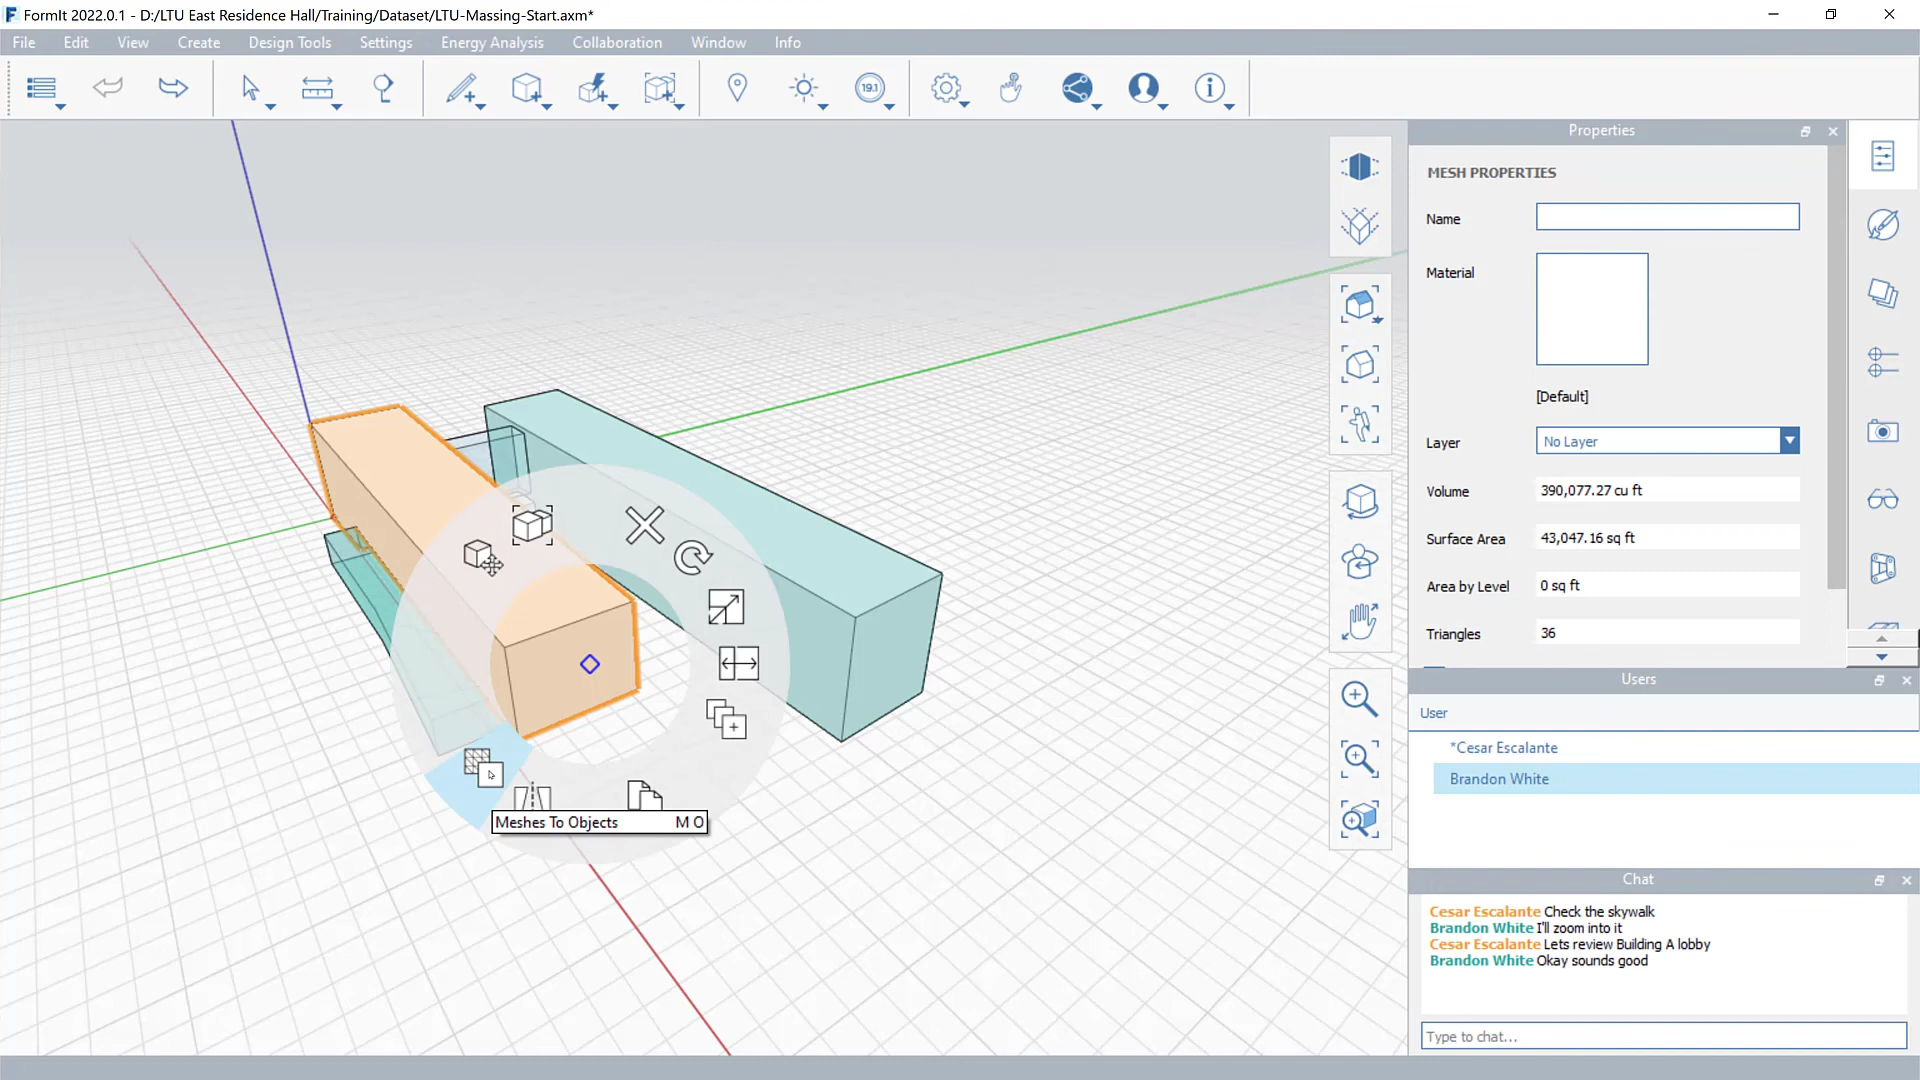 FormIt 2022.0.1 - D:/LTU East Residence Hall/Training/Dataset/LTU-Massing-Start.axm*
File Edit View Create Design Tools Settings Energy Analysis Collaboration Window Info
19.1
Properties
MESH PROPERTIES
Name
Material
[Default]
Layer No Layer
Volume 390,077.27 cu ft
Surface Area 43,047.16 sq ft
Area by Level 0 sq ft
Triangles 36
Meshes To Objects M O
Users
User
*Cesar Escalante
Brandon White
Chat
Cesar Escalante Check the skywalk
Brandon White I'll zoom into it
Cesar Escalante Lets review Building A lobby
Brandon White Okay sounds good
Type to chat...